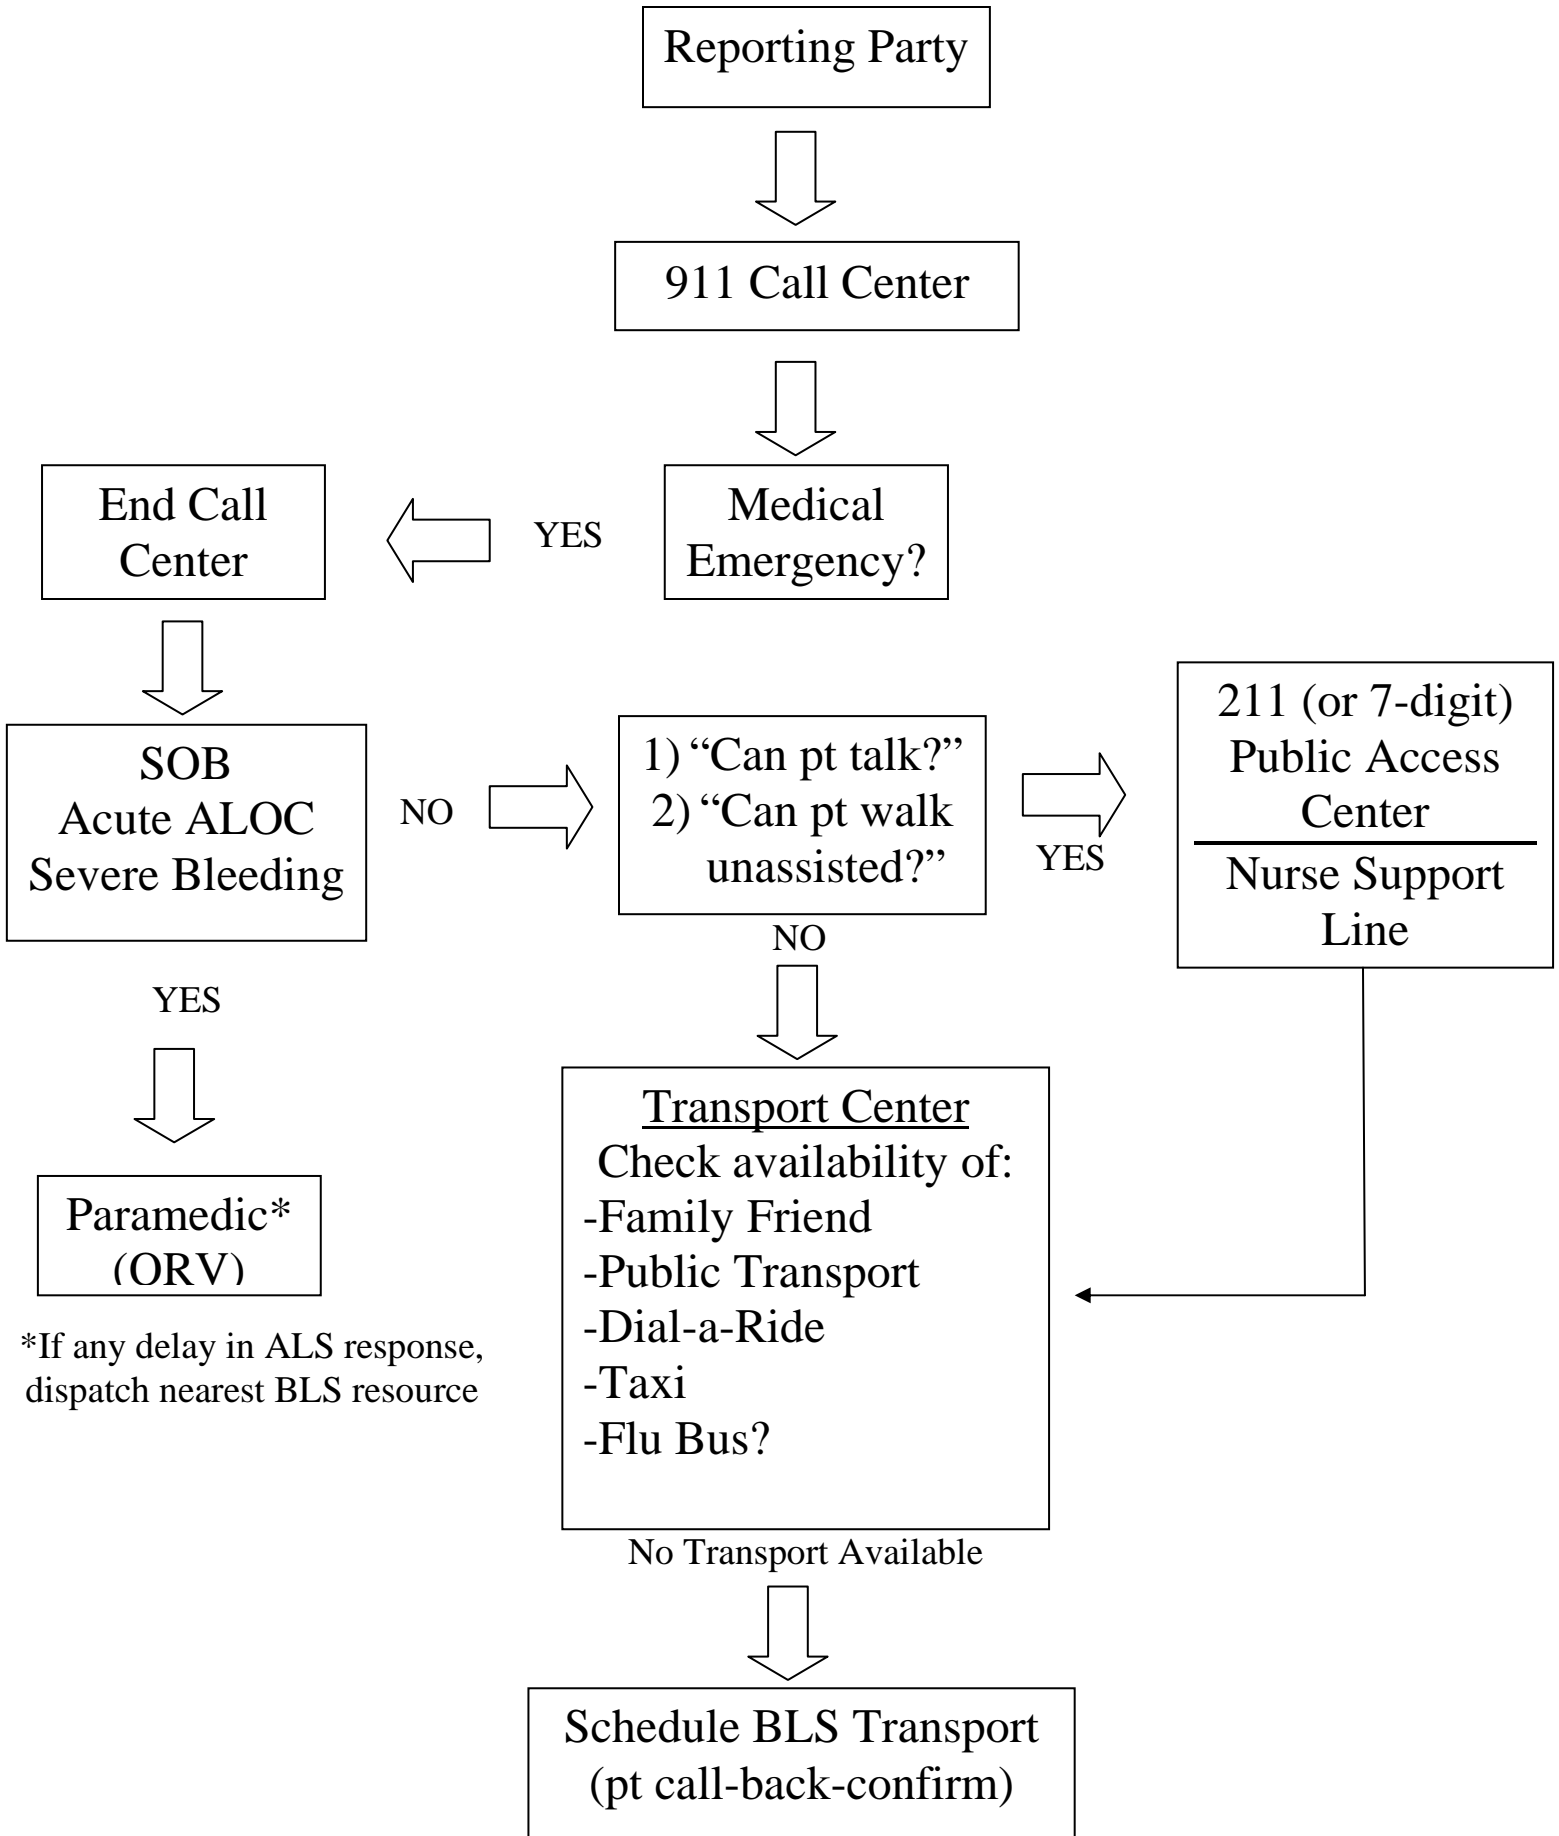 Reporting Party
911 Call Center
Medical
Emergency?
YES
End Call
Center
SOB
Acute ALOC
Severe Bleeding
NO
1) “Can pt talk?”
2) “Can pt walk
unassisted?”
YES
211 (or 7-digit)
Public Access
Center
Nurse Support
Line
NO
YES
Paramedic*
(ORV)
*If any delay in ALS response,
dispatch nearest BLS resource
Transport Center
Check availability of:
-Family Friend
-Public Transport
-Dial-a-Ride
-Taxi
-Flu Bus?
No Transport Available
Schedule BLS Transport
(pt call-back-confirm)